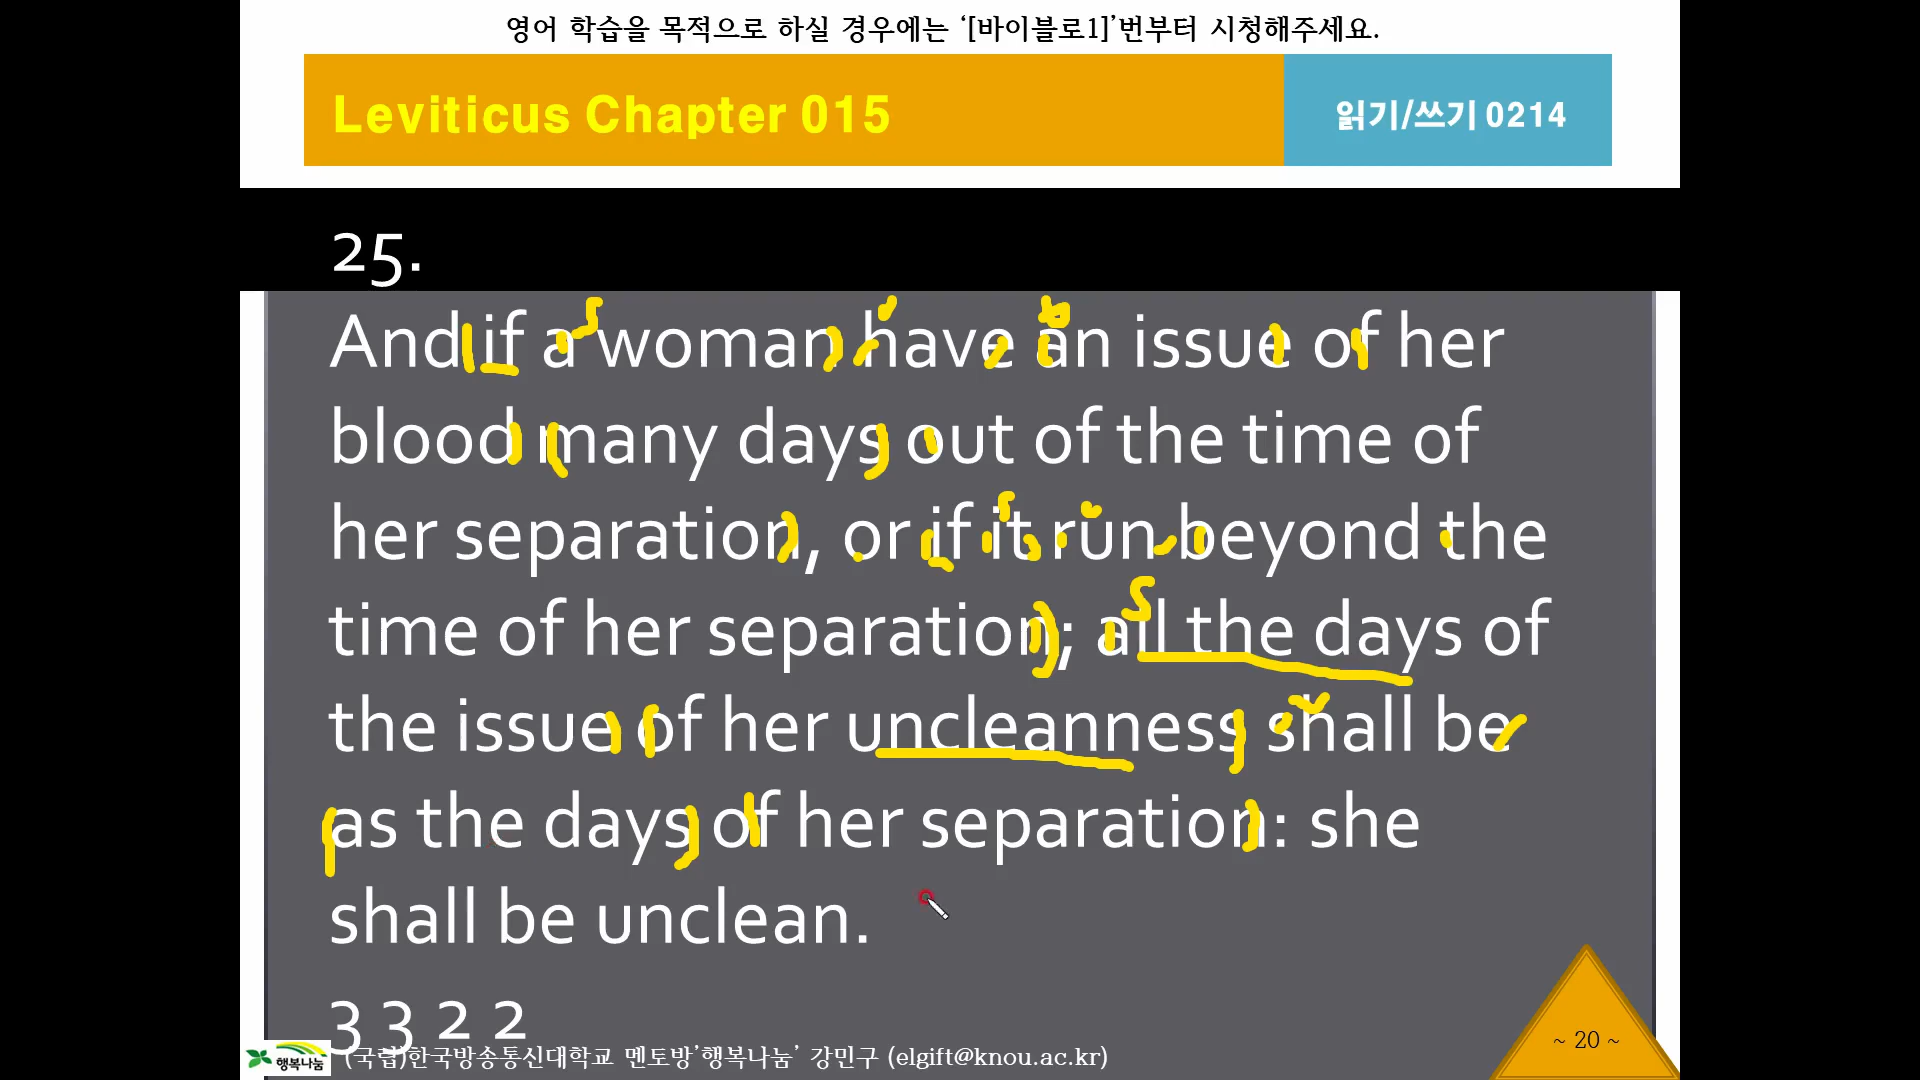 영어 학습을 목적으로 하실 경우에는 ‘[바이블로1]’번부터 시청해주세요.
Leviticus Chapter 015
읽기/쓰기 0214
25.
And if a woman have an issue of her
blood many days out of the time of
her separation, or if it run beyond the
time of her separation; all the days of
the issue of her uncleanness shall be
as the days of her separation: she
shall be unclean.
3 3 2 2
~ 20 ~
행복나눔
(국립)한국방송통신대학교 멘토방’행복나눔’ 강민구 (elgift@knou.ac.kr)